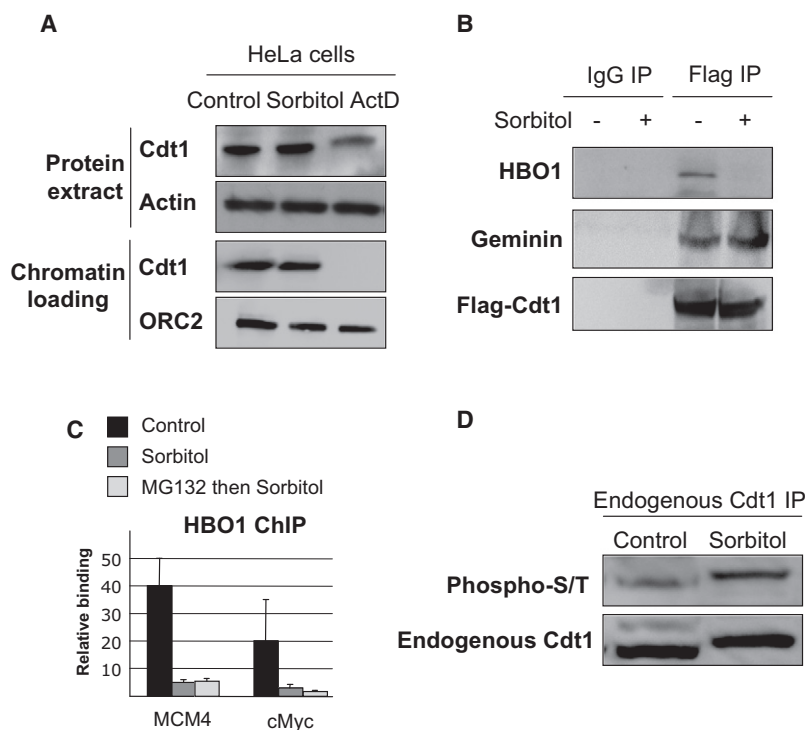 A
HeLa cells
Control Sorbitol ActD
Protein extract
Cdt1
Actin
Chromatin loading
Cdt1
ORC2
B
IgG IP Flag IP
Sorbitol - + - +
HBO1
Geminin
Flag-Cdt1
C
Control
Sorbitol
MG132 then Sorbitol
HBO1 ChIP
Relative binding
50
40
30
20
10
MCM4 cMyc
D
Endogenous Cdt1 IP
Control Sorbitol
Phospho-S/T
Endogenous Cdt1